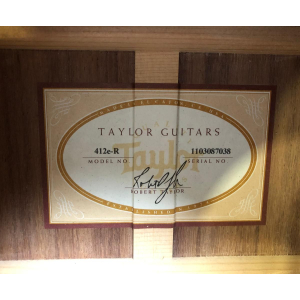 TAYLOR GUITARS
412e-R 1103087038
MODEL NO. SERIAL NO.
Taylor
ROBERT TAYLOR